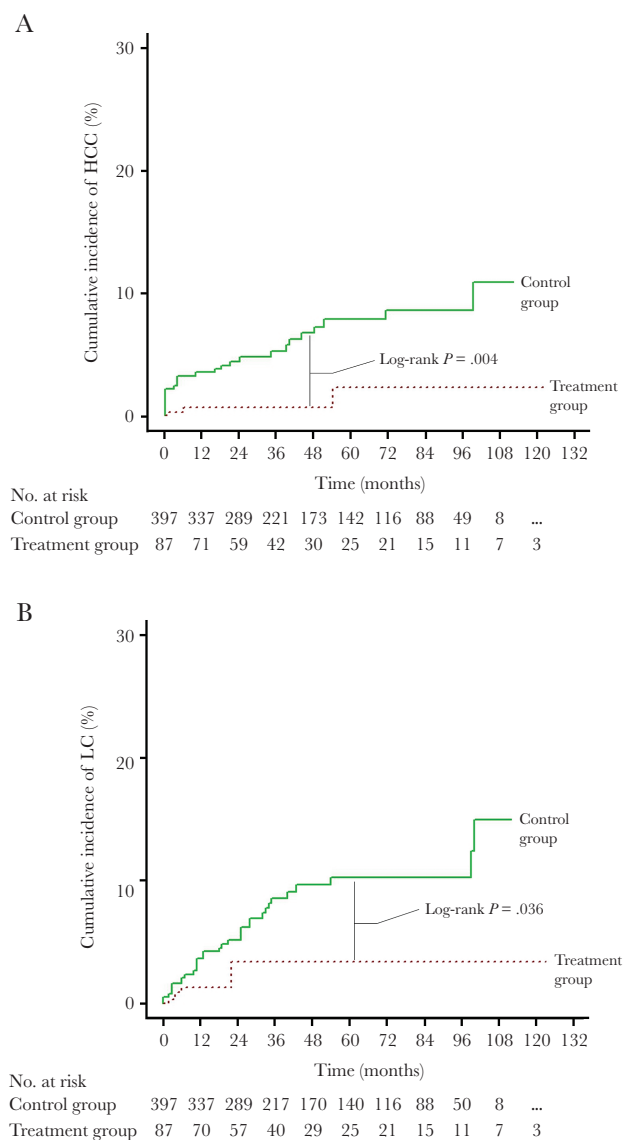 A
Cumulative incidence of HCC (%)
30
20
10
0
Control
group
Log-rank P = .004
Treatment
group
0 12 24 36 48 60 72 84 96 108 120 132
Time (months)
No. at risk
Control group 397 337 289 221 173 142 116 88 49 8 ...
Treatment group 87 71 59 42 30 25 21 15 11 7 3
B
Cumulative incidence of LC (%)
30
20
10
0
Control
group
Log-rank P = .036
Treatment
group
0 12 24 36 48 60 72 84 96 108 120 132
Time (months)
No. at risk
Control group 397 337 289 217 170 140 116 88 50 8 ...
Treatment group 87 70 57 40 29 25 21 15 11 7 3